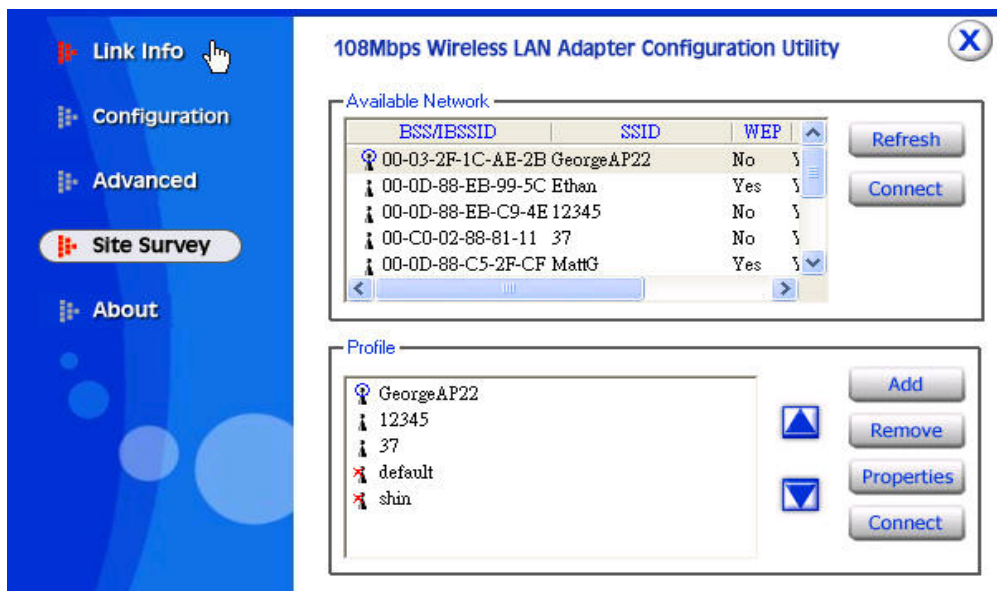 Link Info
Configuration
Advanced
Site Survey
About
108Mbps Wireless LAN Adapter Configuration Utility
X
Available Network
BSS/IBSSID SSID WEP
00-03-2F-1C-AE-2B GeorgeAP22 No
00-0D-88-EB-99-5C Ethan Yes
00-0D-88-EB-C9-4E 12345 No
00-C0-02-88-81-11 37 No
00-0D-88-C5-2F-CF MattG Yes
Refresh
Connect
Profile
GeorgeAP22
12345
37
default
shin
Add
Remove
Properties
Connect